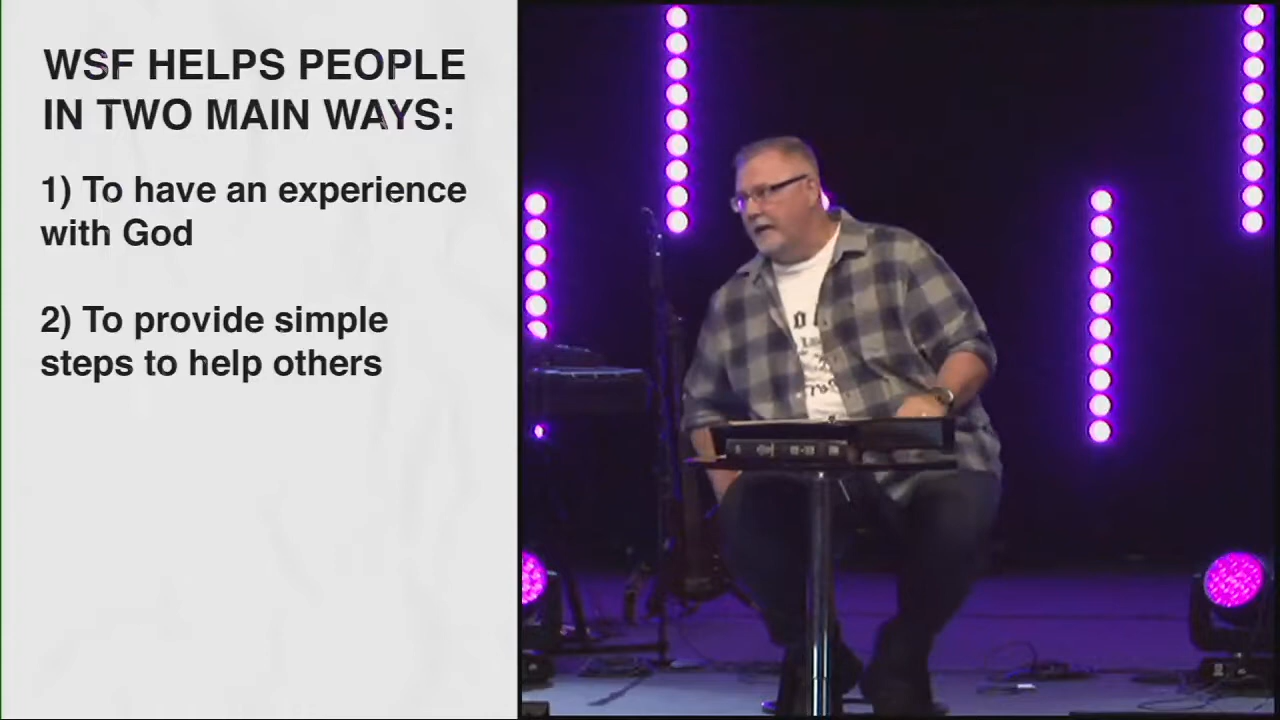 WSF HELPS PEOPLE
IN TWO MAIN WAYS:
1) To have an experience
with God
2) To provide simple
steps to help others